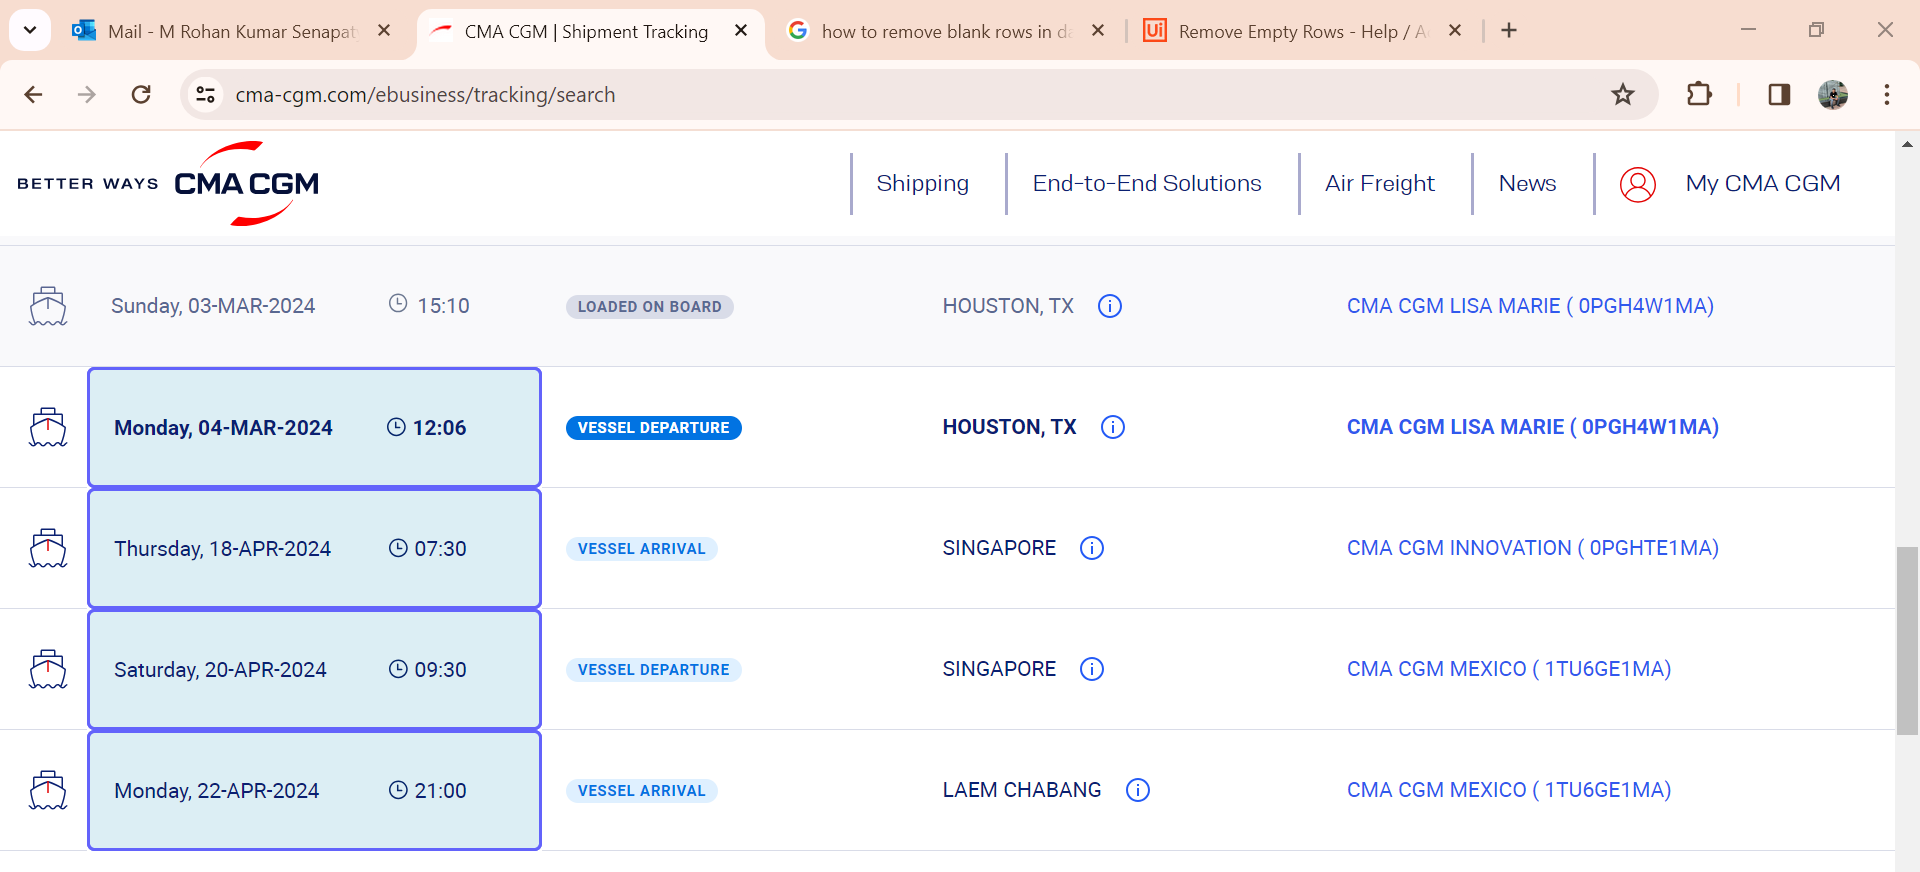 Mail - M Rohan Kumar Senapat
CMA CGM | Shipment Tracking
how to remove blank rows in da
Remove Empty Rows - Help / A
cma-cgm.com/ebusiness/tracking/search
BETTER WAYS CMA CGM
Shipping
End-to-End Solutions
Air Freight
News
My CMA CGM
Sunday, 03-MAR-2024 15:10 LOADED ON BOARD HOUSTON, TX CMA CGM LISA MARIE ( 0PGH4W1MA)
Monday, 04-MAR-2024 12:06 VESSEL DEPARTURE HOUSTON, TX CMA CGM LISA MARIE ( 0PGH4W1MA)
Thursday, 18-APR-2024 07:30 VESSEL ARRIVAL SINGAPORE CMA CGM INNOVATION ( 0PGHTE1MA)
Saturday, 20-APR-2024 09:30 VESSEL DEPARTURE SINGAPORE CMA CGM MEXICO ( 1TU6GE1MA)
Monday, 22-APR-2024 21:00 VESSEL ARRIVAL LAEM CHABANG CMA CGM MEXICO ( 1TU6GE1MA)